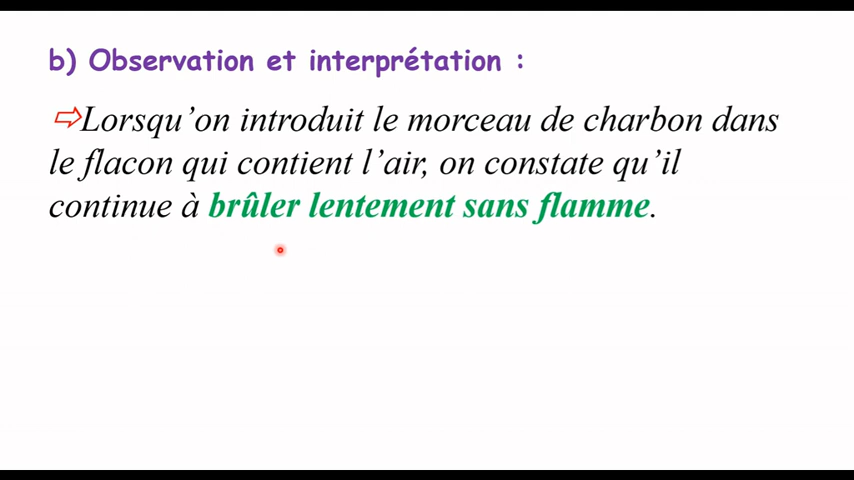 b) Observation et interprétation :
⇨Lorsqu’on introduit le morceau de charbon dans
le flacon qui contient l’air, on constate qu’il
continue à brûler lentement sans flamme.